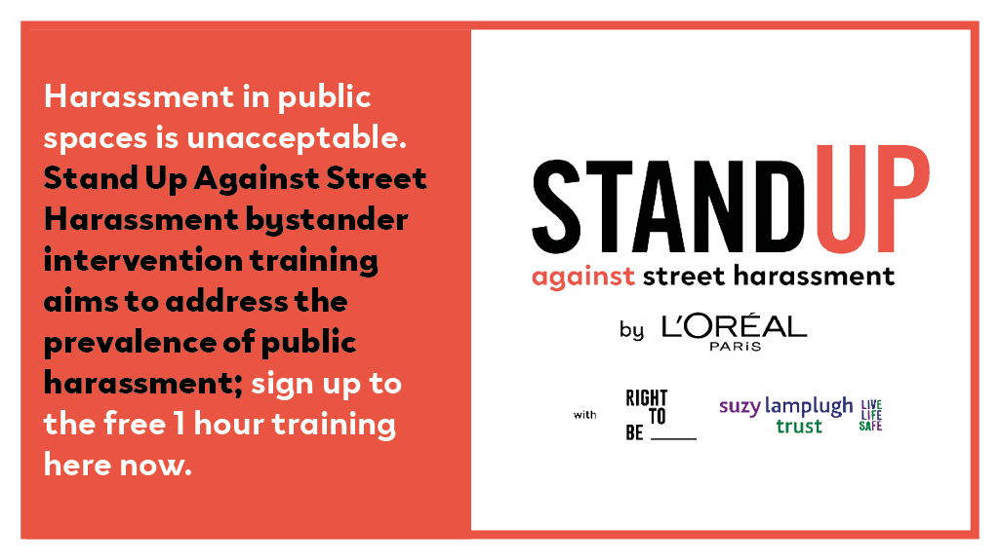 Harassment in public
spaces is unacceptable.
Stand Up Against Street
Harassment bystander
intervention training
aims to address the
prevalence of public
harassment; sign up to
the free 1 hour training
here now.
STANDUP
against street harassment
by L'ORÉAL
PARiS
with
RIGHT
TO
BE
suzy lamplugh
trust
LIVE
LIFE
SAFE